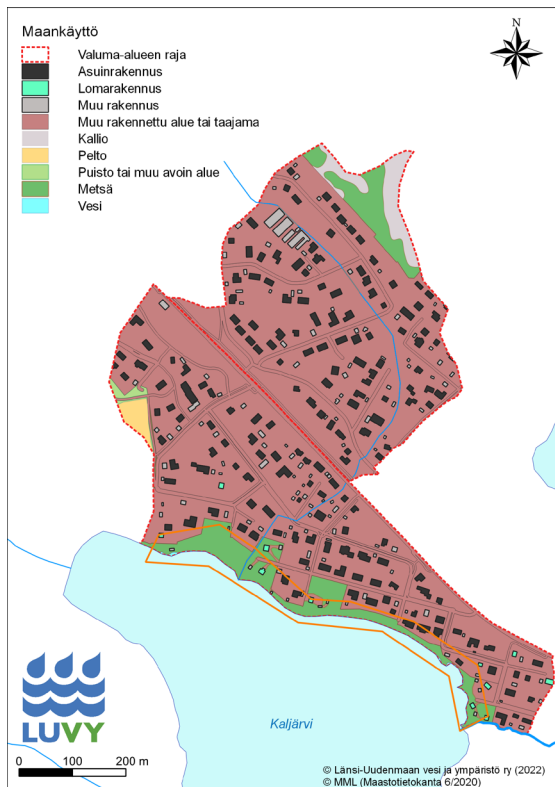 Maankäyttö
N
Valuma-alueen raja
Asuinrakennus
Lomarakennus
Muu rakennus
Muu rakennettu alue tai taajama
Kallio
Pelto
Puisto tai muu avoin alue
Metsä
Vesi
LUVY
Kaljärvi
0 100 200 m
© Länsi-Uudenmaan vesi ja ympäristö ry (2022)
© MML (Maastotietokanta 6/2020)